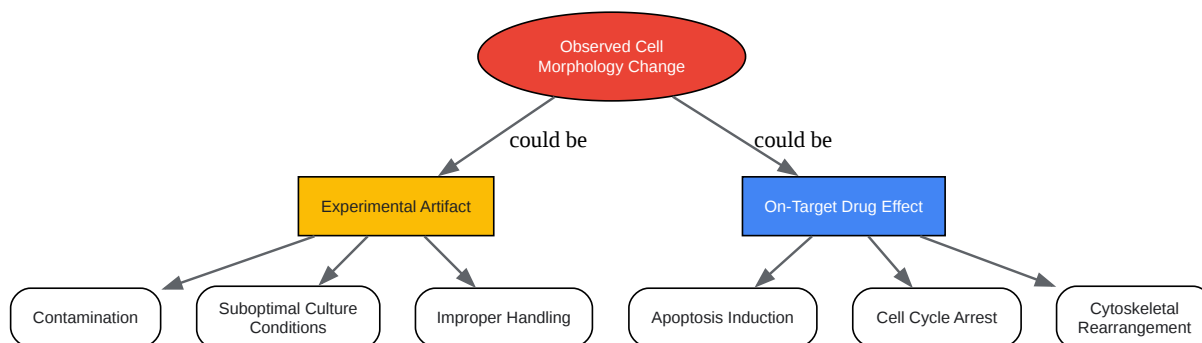 Observed Cell
Morphology Change
could be
could be
Experimental Artifact
On-Target Drug Effect
Contamination
Suboptimal Culture
Conditions
Improper Handling
Apoptosis Induction
Cell Cycle Arrest
Cytoskeletal
Rearrangement